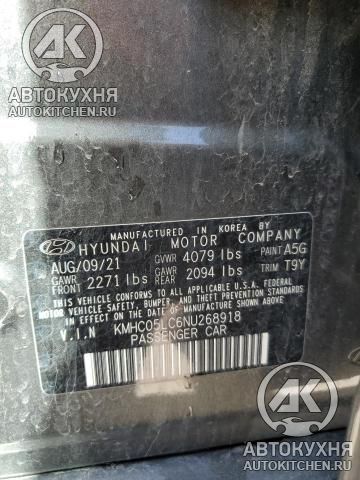 AK
АВТОКУХНЯ
AKITCHEN.RU
MANUFACTURED IN KOREA BY
HYUNDAI MOTOR COMPANY
AUG/09/21 GVWR 4079 lbs PAINT A5G
GAWR FRONT 2271 lbs GAWR REAR 2094 lbs TRIM T9Y
THIS VEHICLE CONFORMS TO ALL APPLICABLE U.S.
FEDERAL MOTOR VEHICLE
SAFETY, BUMPER, AND THEFT PREVENTION STANDARDS IN
EFFECT ON THE DATE OF MANUFACTURE SHOWN ABOVE.
V.I.N KMHC05LC6NU268918
PASSENGER CAR
AK
АВТОКУХНЯ
AKITCHEN.RU